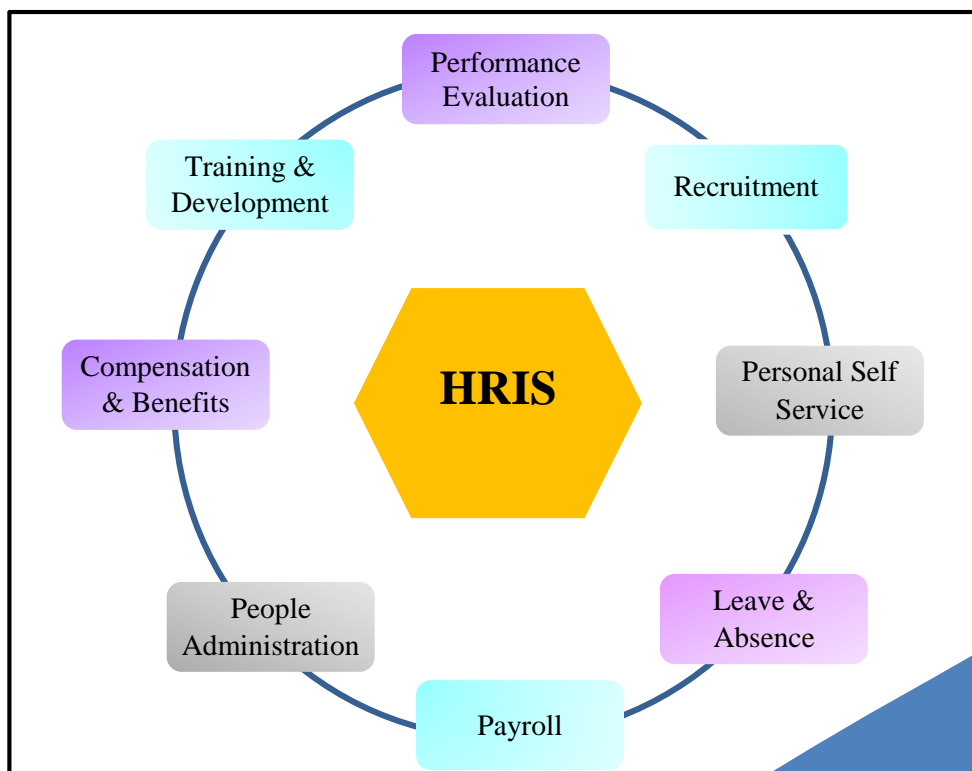 Performance
Evaluation
Training &
Development
Recruitment
HRIS
Compensation
& Benefits
Personal Self
Service
People
Administration
Leave &
Absence
Payroll